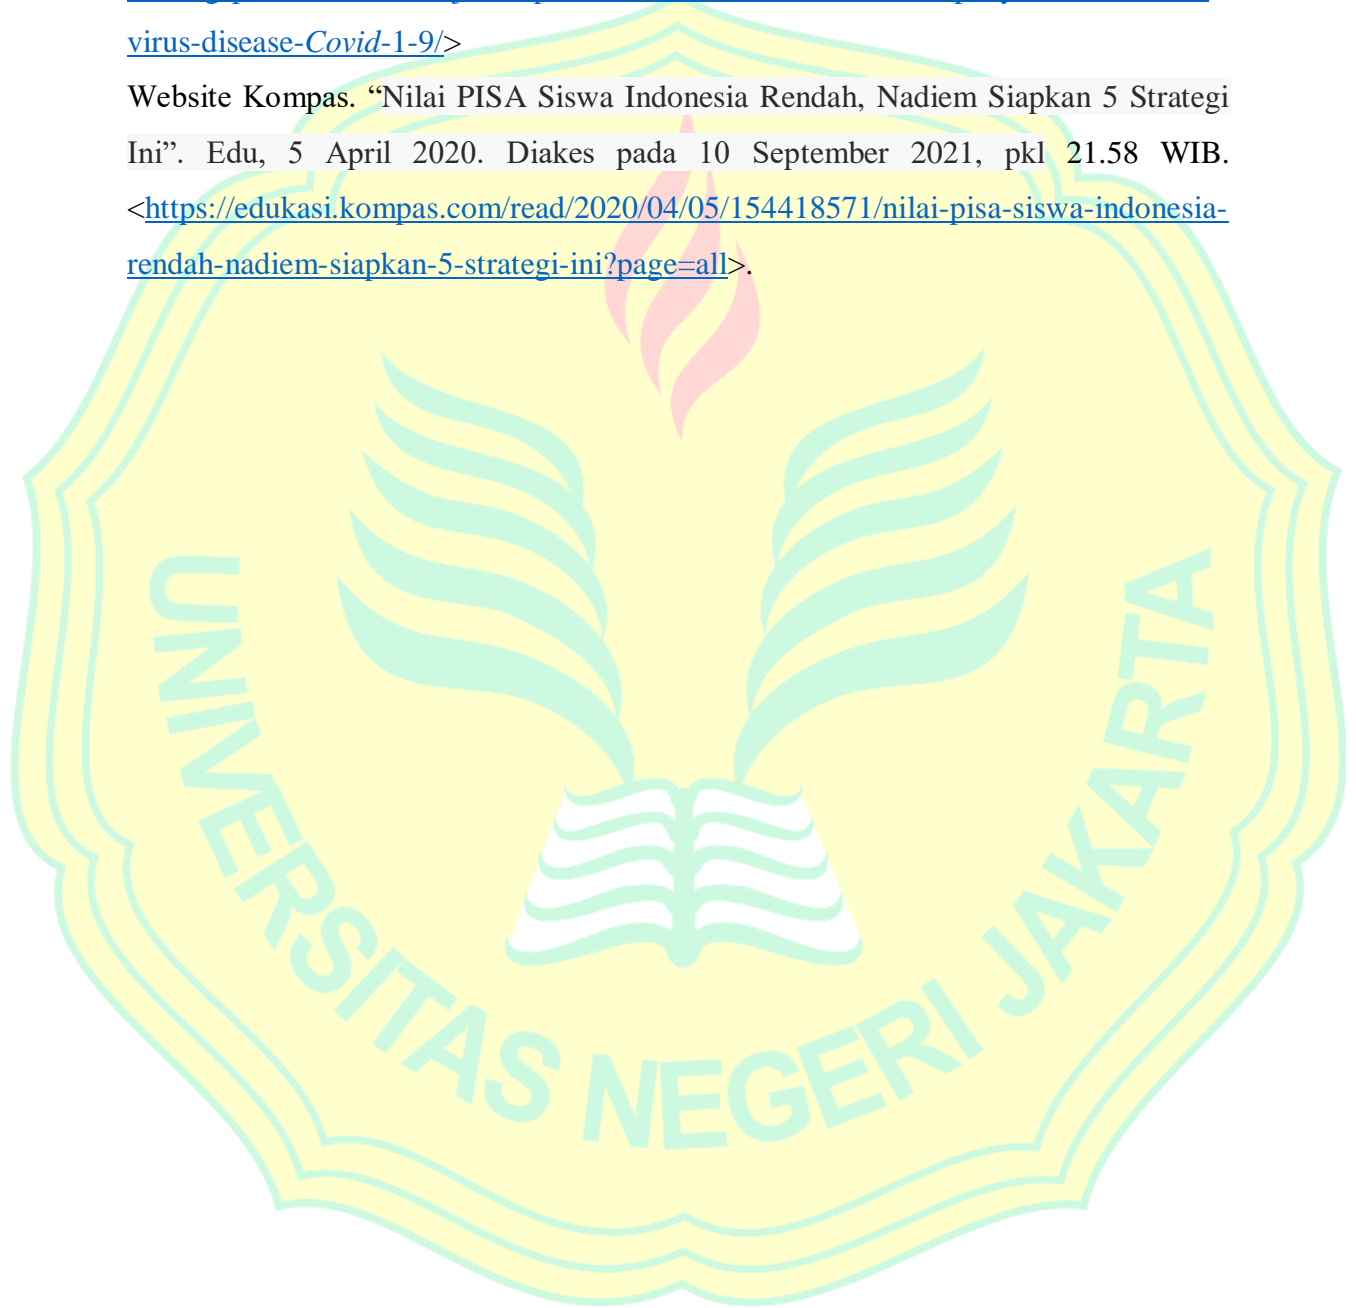 virus-disease-Covid-1-9/>
Website Kompas. “Nilai PISA Siswa Indonesia Rendah, Nadiem Siapkan 5 Strategi
Ini”. Edu, 5 April 2020. Diakes pada 10 September 2021, pkl 21.58 WIB.
<https://edukasi.kompas.com/read/2020/04/05/154418571/nilai-pisa-siswa-indonesia-
rendah-nadiem-siapkan-5-strategi-ini?page=all>.
UNIVERSITAS NEGERI JAKARTA